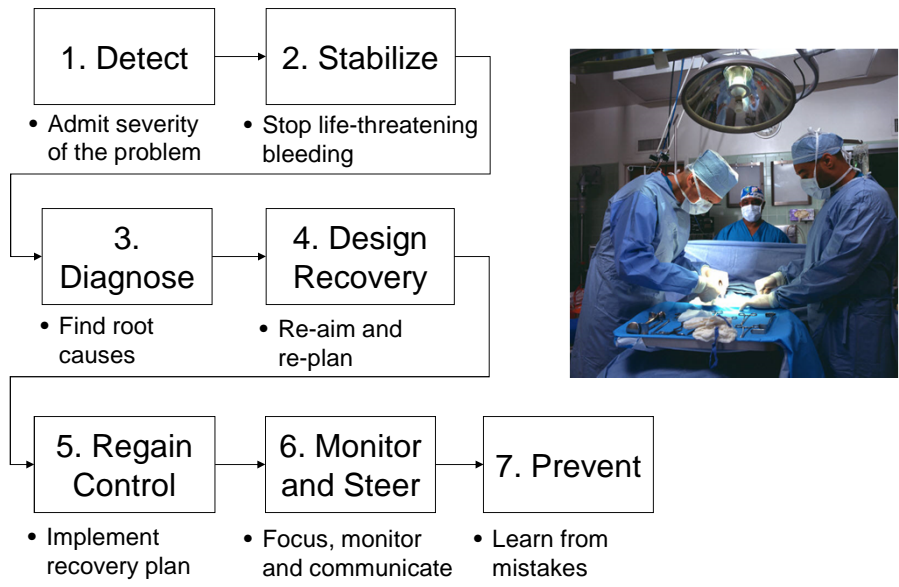 1. Detect
2. Stabilize
• Admit severity
of the problem
• Stop life-threatening
bleeding
3.
Diagnose
4. Design
Recovery
• Find root
causes
• Re-aim and
re-plan
5. Regain
Control
6. Monitor
and Steer
7. Prevent
• Implement
recovery plan
• Focus, monitor
and communicate
• Learn from
mistakes